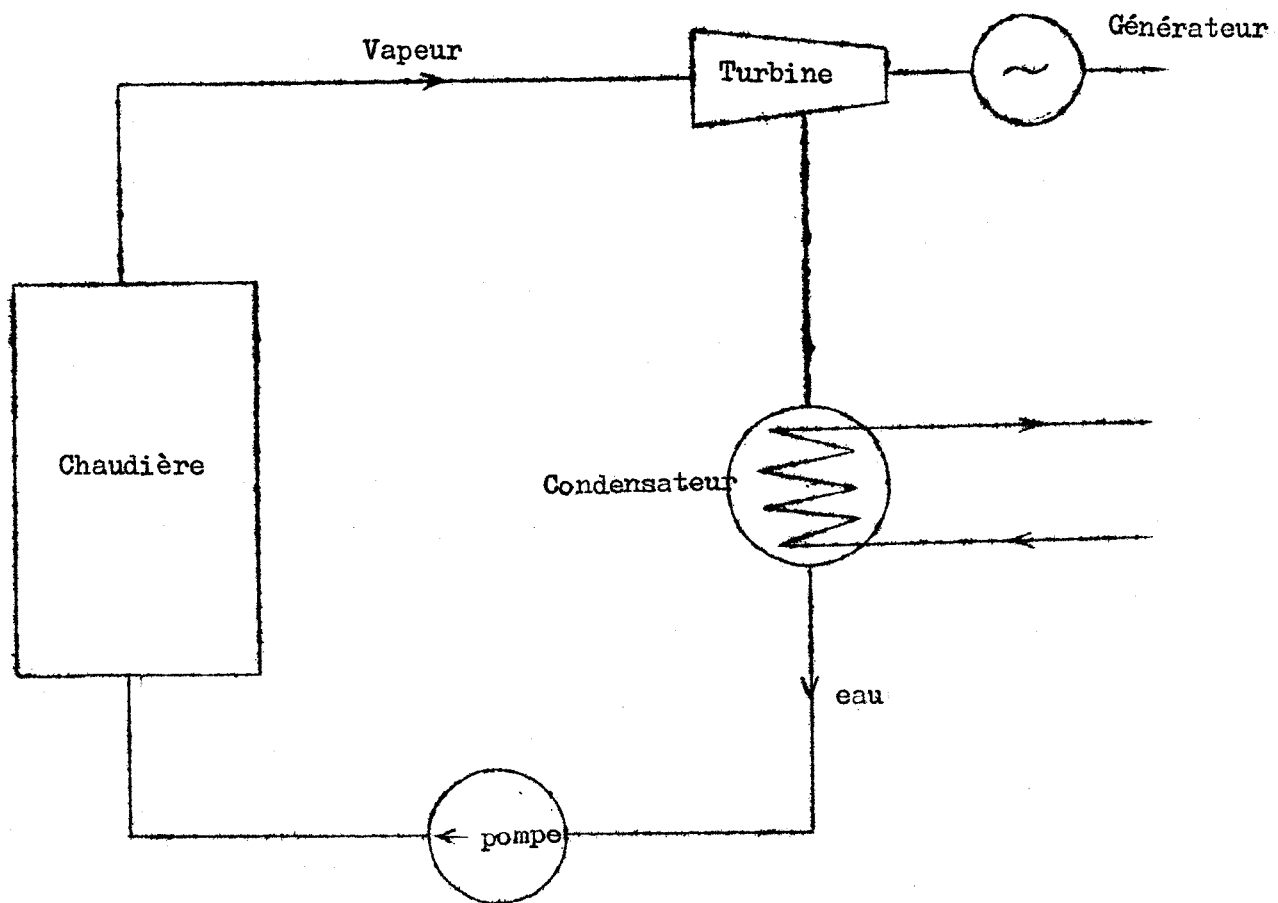 Générateur
Vapeur
Turbine
Chaudière
Condensateur
eau
pompe